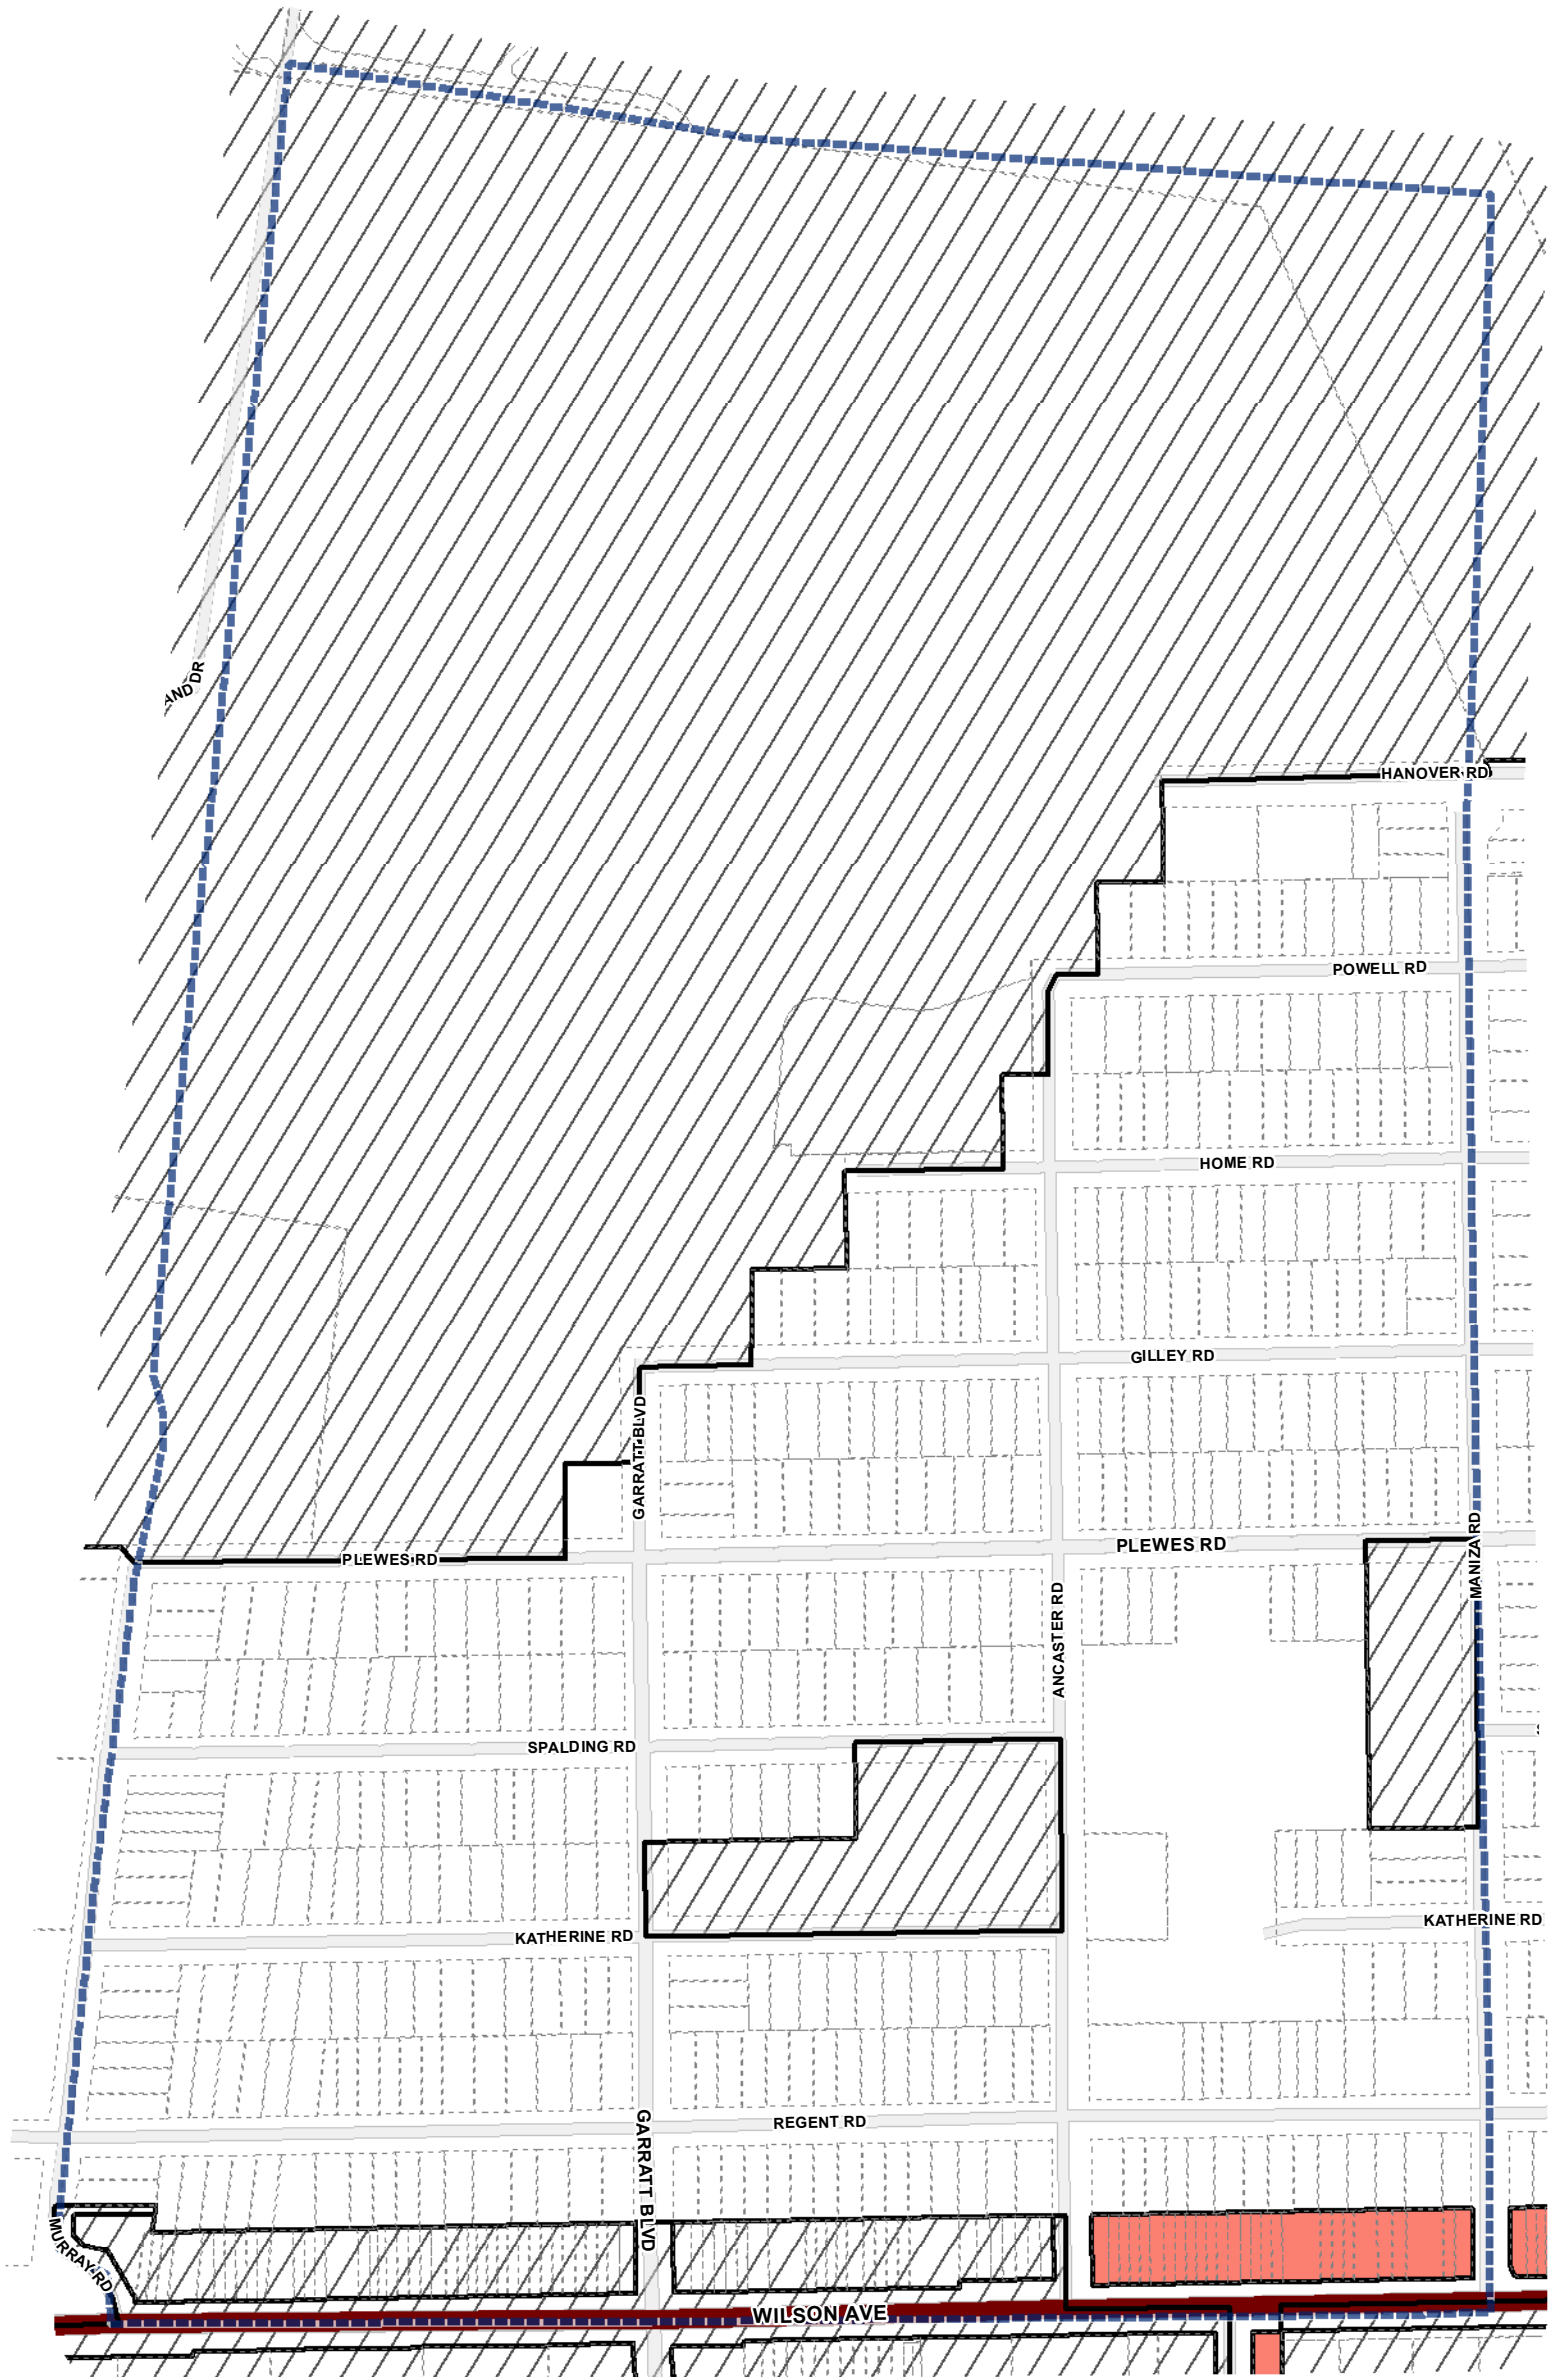 AND DR
HANOVER RD
POWELL RD
HOME RD
GILLEY RD
GARRATT BLVD
PLEWES RD
PLEWES RD
MANIZA RD
ANCASTER RD
SPALDING RD
KATHERINE RD
KATHERINE RD
REGENT RD
GARRATT BLVD
MURRAY RD
WILSON AVE